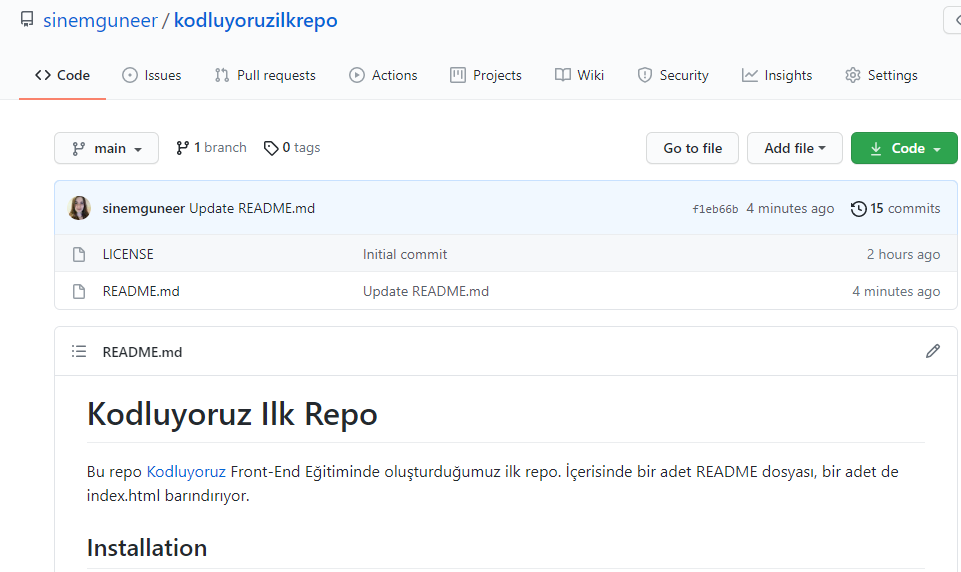 sinemguneer / kodluyoruzilkrepo
Code Issues Pull requests Actions Projects Wiki Security Insights Settings
main 1 branch 0 tags Go to file Add file Code
sinemguneer Update README.md f1eb66b 4 minutes ago 15 commits
LICENSE Initial commit 2 hours ago
README.md Update README.md 4 minutes ago
README.md
Kodluyoruz Ilk Repo
Bu repo Kodluyoruz Front-End Eğitiminde oluşturduğumuz ilk repo. İçerisinde bir adet README dosyası, bir adet de
index.html barındırıyor.
Installation